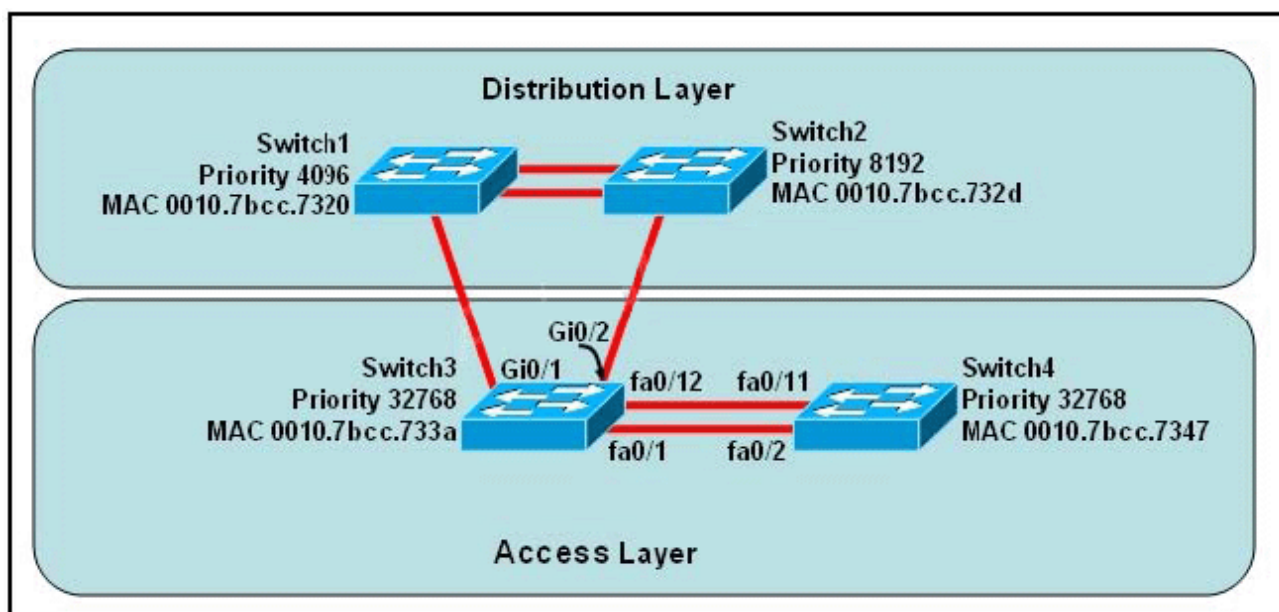 Distribution Layer
Switch1
Priority 4096
MAC 0010.7bcc.7320
Switch2
Priority 8192
MAC 0010.7bcc.732d
Gi0/2
Switch3
Priority 32768
MAC 0010.7bcc.733a
Gi0/1
fa0/12
fa0/11
fa0/1
fa0/2
Switch4
Priority 32768
MAC 0010.7bcc.7347
Access Layer